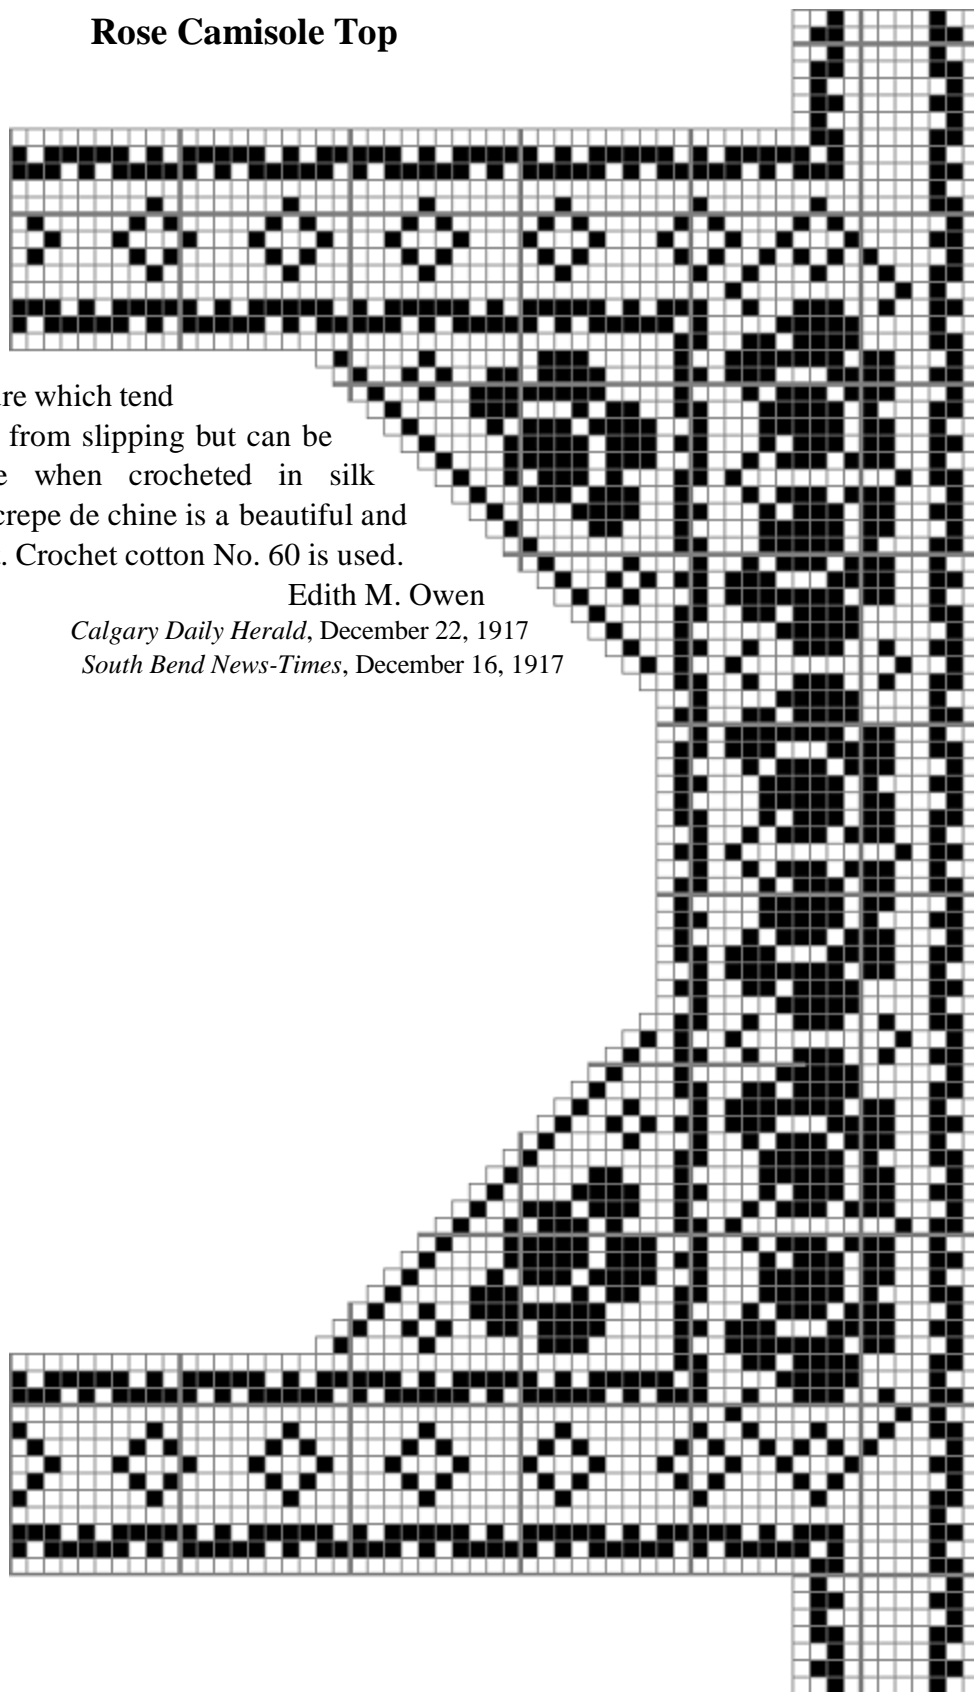 Rose Camisole Top
which tend
from slipping but can be
when crocheted in silk
crepe de chine is a beautiful and
. Crochet cotton No. 60 is used.
Edith M. Owen
Calgary Daily Herald, December 22, 1917
South Bend News-Times, December 16, 1917